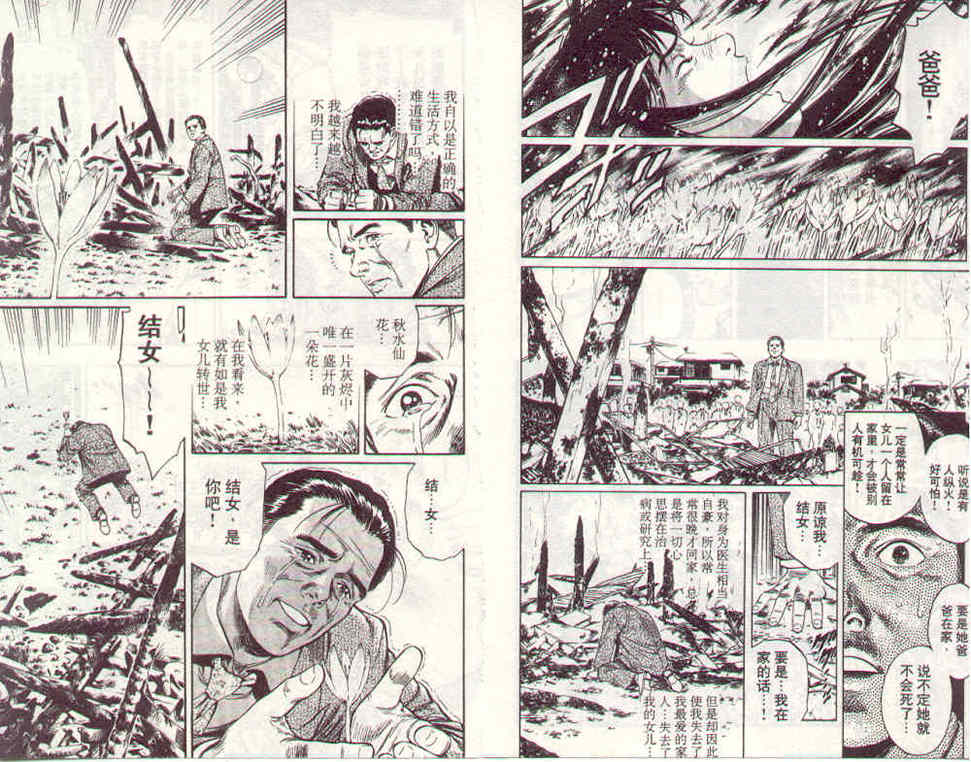 爸爸！
听说是有
人纵火！
好可怕！
一定是常常让
女儿一个人留在
家里，才会被别
人有机可趁！
要是她爸
爸在家，
说不定她就
不会死了…
原谅我…
结女…
要是…我在
家的话…！
我对身为医生相当
自豪，所以常
常很晚才回家，总
是将一切心
思摆在治
病或研究上…
但是却因此
使我失去了
我最爱的家
人…失去了
我的女儿…
我自以是正确的
生活方式，
难道错了吗…
我越来越
不明白了…
秋水仙
花…
在一片灰烬中
唯一盛开的
一朵花…
在我看来，
就有如是我
女儿转世…
结…女…
结女，是
你吧！
结女～～～！